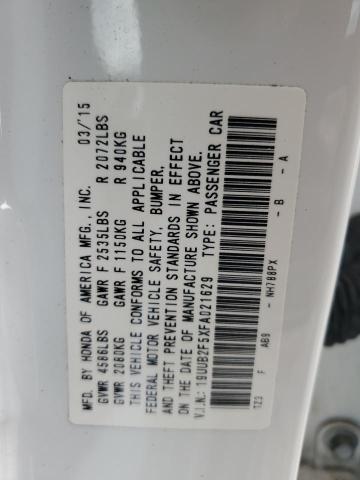 MFD. BY HONDA OF AMERICA MFG., INC. 03/'15
GVWR 4586LBS GAWR F 2535LBS R 2072LBS
GVWR 2080KG GAWR F 1150KG R 940KG
THIS VEHICLE CONFORMS TO ALL APPLICABLE
FEDERAL MOTOR VEHICLE SAFETY, BUMPER,
AND THEFT PREVENTION STANDARDS IN EFFECT
ON THE DATE OF MANUFACTURE SHOWN ABOVE.
V.I.N.: 19UUB2F5XFA021629 TYPE: PASSENGER CAR
TZ3 F AB9 - NH788PX - B - A